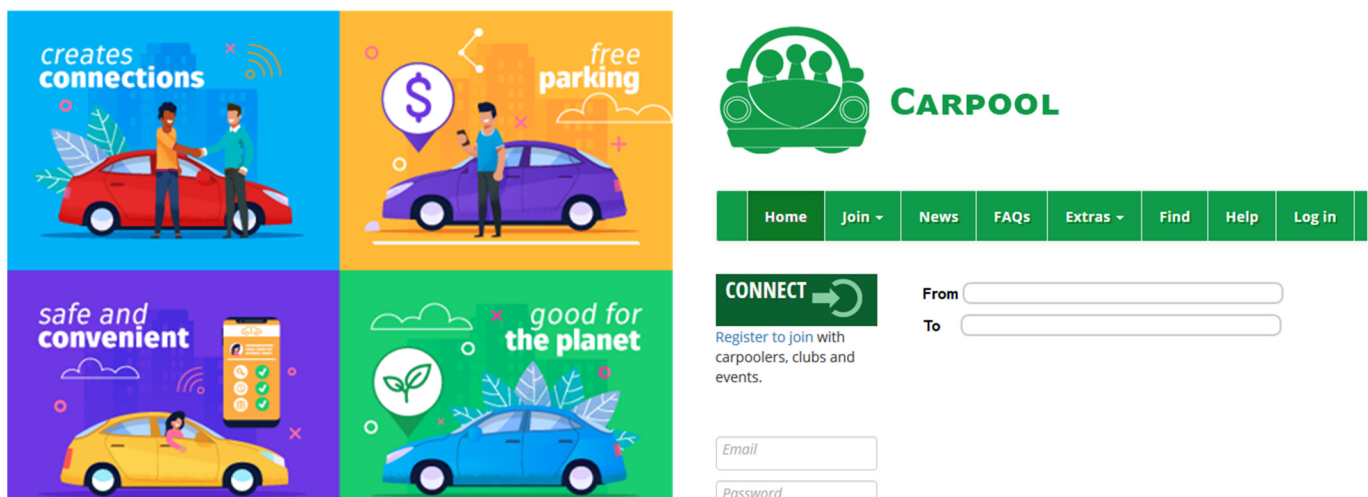 creates
connections
free
parking
$
safe and
convenient
good for
the planet
CARPOOL
Home Join News FAQs Extras Find Help Log in
CONNECT
Register to join with
carpoolers, clubs and
events.
From
To
Email
Password